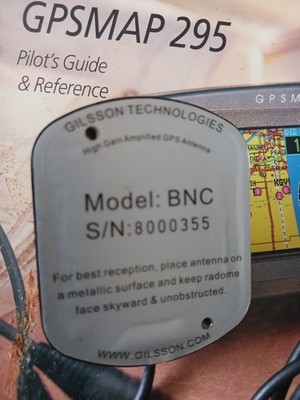 GPSMAP 295
Pilot's Guide
& Reference
GPSM
GILSSON TECHNOLOGIES
High Gain Amplified GPS Antenna
Model: BNC
S/N:8000355
For best reception, place antenna on
a metallic surface and keep radome
face skyward & unobstructed.
WWW.GILSSON.COM